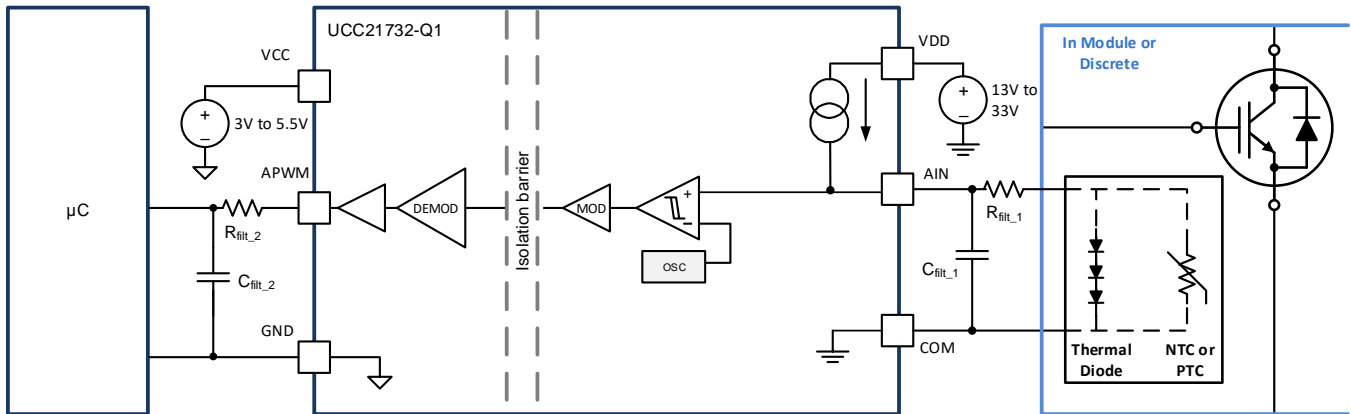 UCC21732-Q1
VCC
VDD
In Module or
Discrete
+
−
3V to 5.5V
+
−
13V to
33V
Isolation barrier
APWM
AIN
µC
DEMOD
MOD
+
−
Rfilt_2
Rfilt_1
OSC
Cfilt_2
Cfilt_1
GND
COM
Thermal
Diode
NTC or
PTC